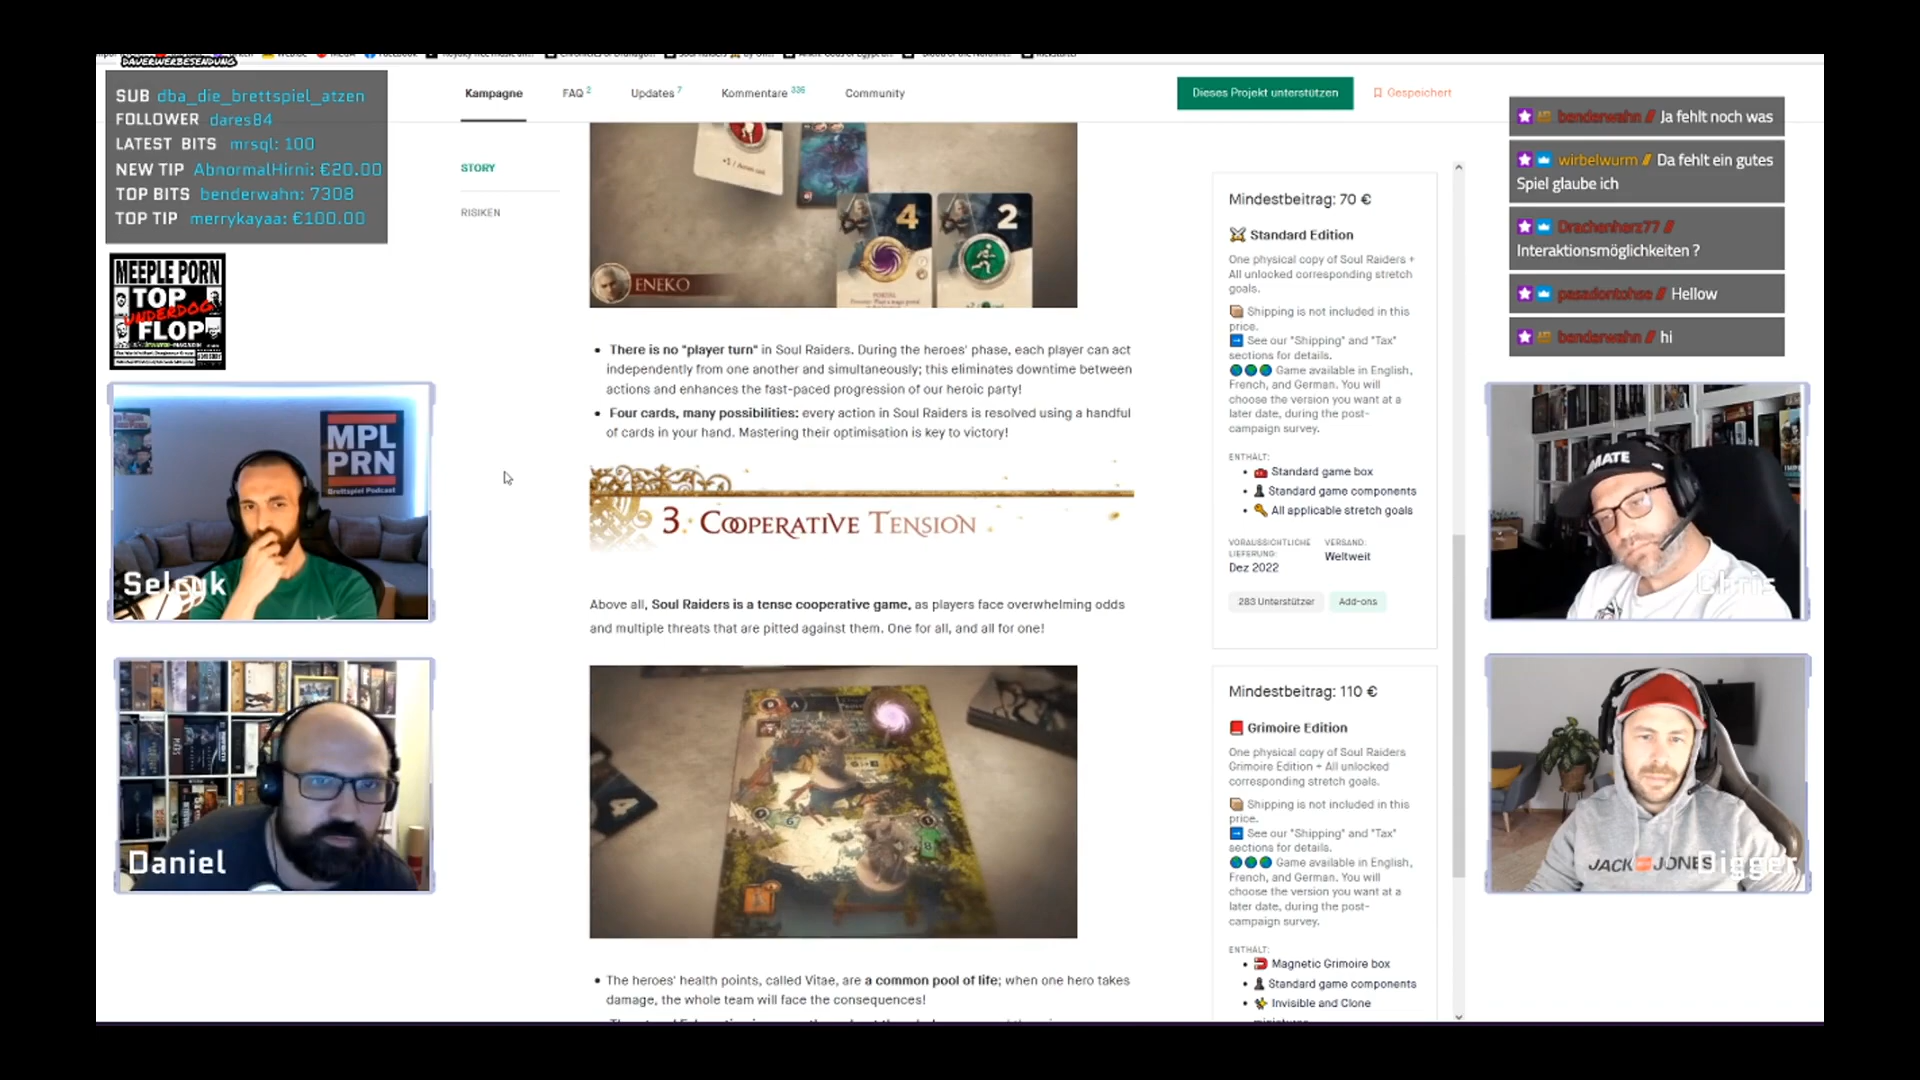 DAUERWERBESENDUNG
SUB dba_die_brettspiel_atzen
FOLLOWER dares84
LATEST BITS mrsql: 100
NEW TIP AbnormalHirni: €20.00
TOP BITS benderwahn: 7308
TOP TIP merrykayaa: €100.00
MEEPLE PORN
TOP
UNDERDOG
FLOP
MPL
PRN
Brettspiel Podcast
Selcuk
Daniel
Kampagne
FAQ 2
Updates 7
Kommentare 336
Community
Dieses Projekt unterstützen
Gespeichert
STORY
RISIKEN
4
2
ENEKO
• There is no "player turn" in Soul Raiders. During the heroes' phase, each player can act
independently from one another and simultaneously; this eliminates downtime between
actions and enhances the fast-paced progression of our heroic party!
• Four cards, many possibilities: every action in Soul Raiders is resolved using a handful
of cards in your hand. Mastering their optimisation is key to victory!
3. Cooperative Tension
Above all, Soul Raiders is a tense cooperative game, as players face overwhelming odds
and multiple threats that are pitted against them. One for all, and all for one!
• The heroes' health points, called Vitae, are a common pool of life; when one hero takes
damage, the whole team will face the consequences!
Mindestbeitrag: 70 €
Standard Edition
One physical copy of Soul Raiders +
All unlocked corresponding stretch
goals.
Shipping is not included in this
price.
See our "Shipping" and "Tax"
sections for details.
Game available in English,
French, and German. You will
choose the version you want at a
later date, during the post-
campaign survey.
ENTHÄLT:
• Standard game box
• Standard game components
• All applicable stretch goals
VORAUSSICHTLICHE
LIEFERUNG:
Dez 2022
VERSAND:
Weltweit
283 Unterstützer
Add-ons
Mindestbeitrag: 110 €
Grimoire Edition
One physical copy of Soul Raiders
Grimoire Edition + All unlocked
corresponding stretch goals.
Shipping is not included in this
price.
See our "Shipping" and "Tax"
sections for details.
Game available in English,
French, and German. You will
choose the version you want at a
later date, during the post-
campaign survey.
ENTHÄLT:
• Magnetic Grimoire box
• Standard game components
• Invisible and Clone
miniatures
benderwahn // Ja fehlt noch was
wirbelwurm // Da fehlt ein gutes
Spiel glaube ich
Drachenherz77 //
Interaktionsmöglichkeiten ?
pasadontohse // Hellow
benderwahn // hi
Chris
JACK JONES
Bigger